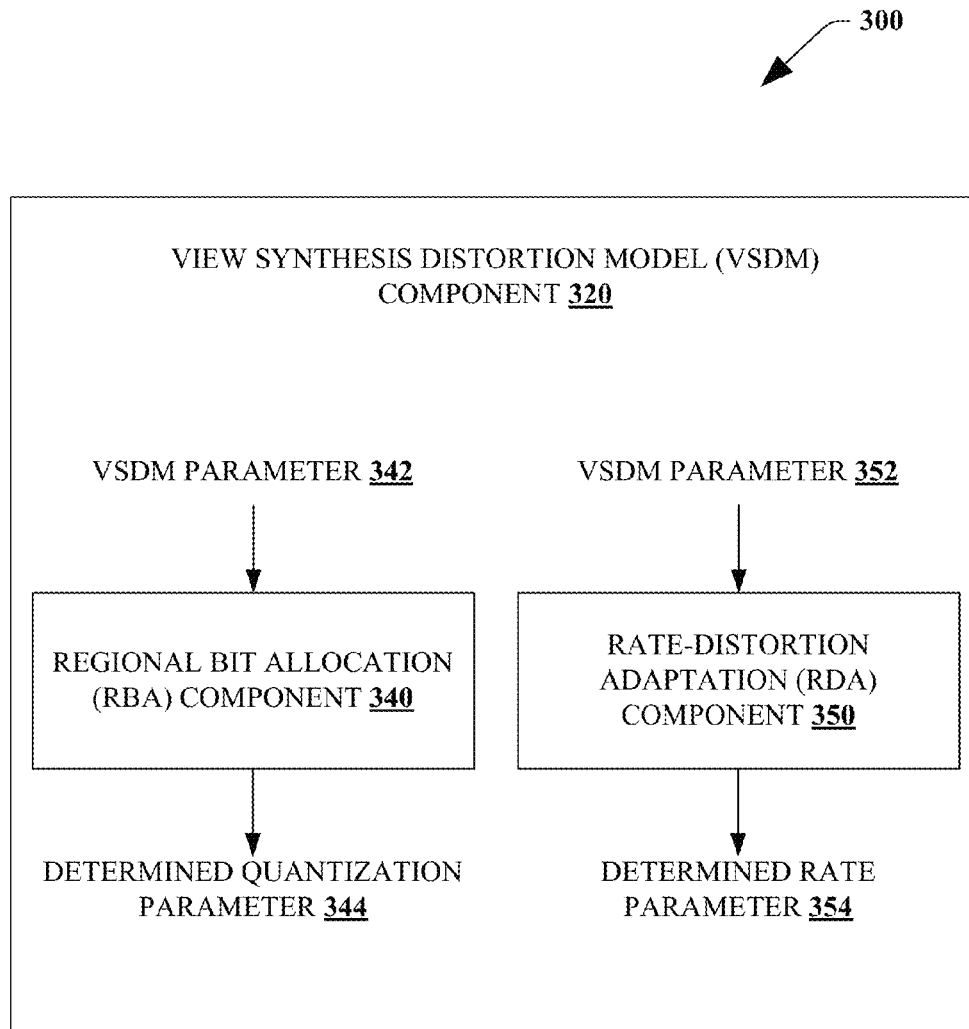 300
VIEW SYNTHESIS DISTORTION MODEL (VSDM)
COMPONENT 320
VSDM PARAMETER 342
VSDM PARAMETER 352
REGIONAL BIT ALLOCATION
(RBA) COMPONENT 340
RATE-DISTORTION
ADAPTATION (RDA)
COMPONENT 350
DETERMINED QUANTIZATION
PARAMETER 344
DETERMINED RATE
PARAMETER 354